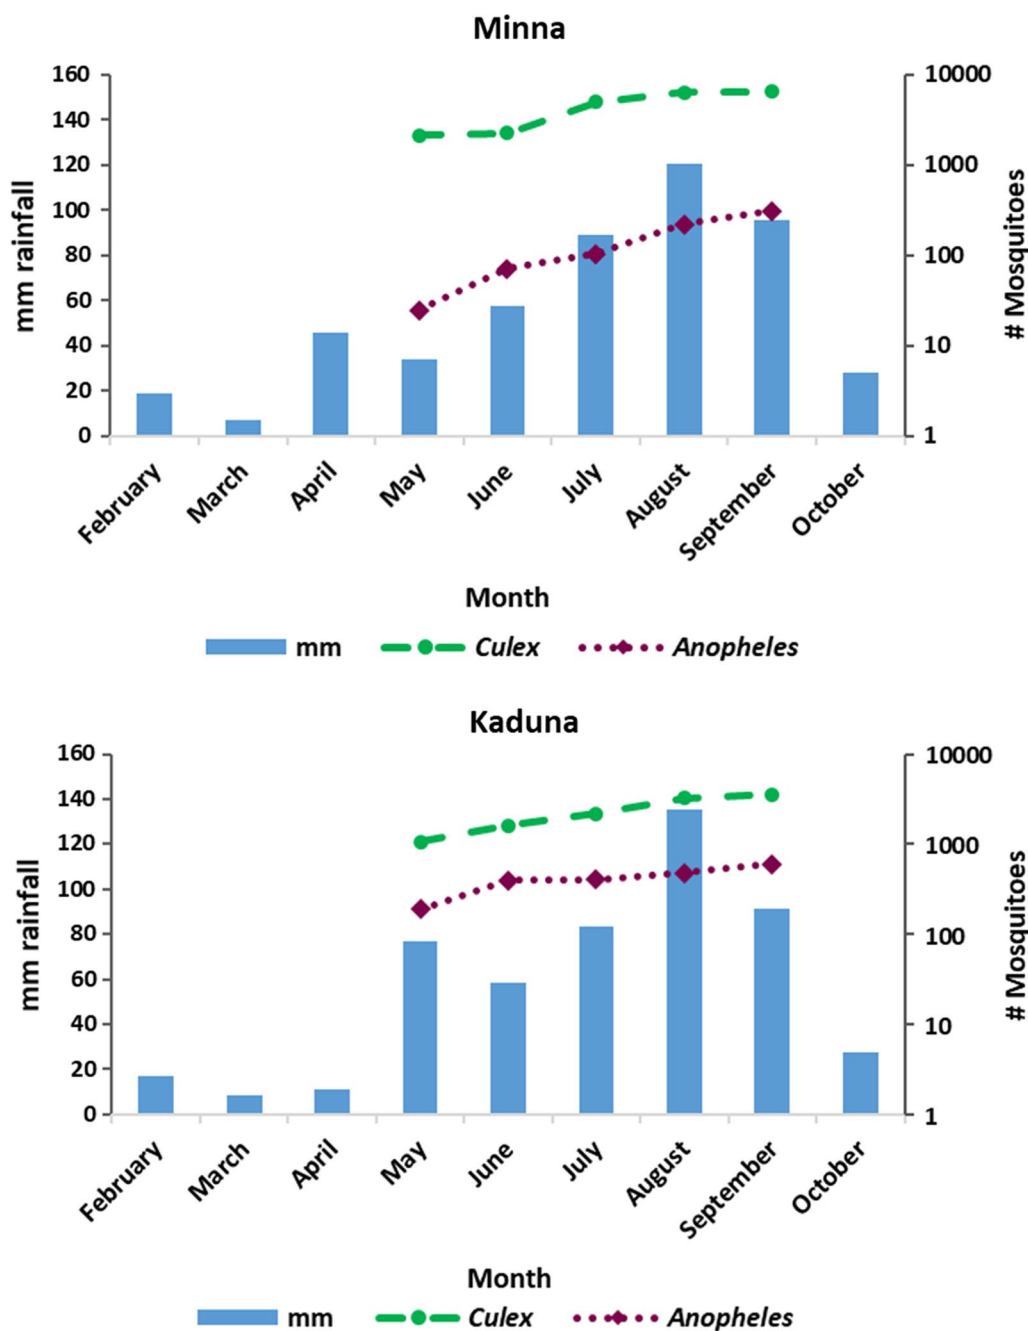 Minna
160 10000
140
120 1000
100
80 100
60
40 10
20
0 1
mm rainfall
# Mosquitoes
February March April May June July August September October
Month
mm Culex Anopheles
Kaduna
160 10000
140
120 1000
100
80 100
60
40 10
20
0 1
mm rainfall
# Mosquitoes
February March April May June July August September October
Month
mm Culex Anopheles